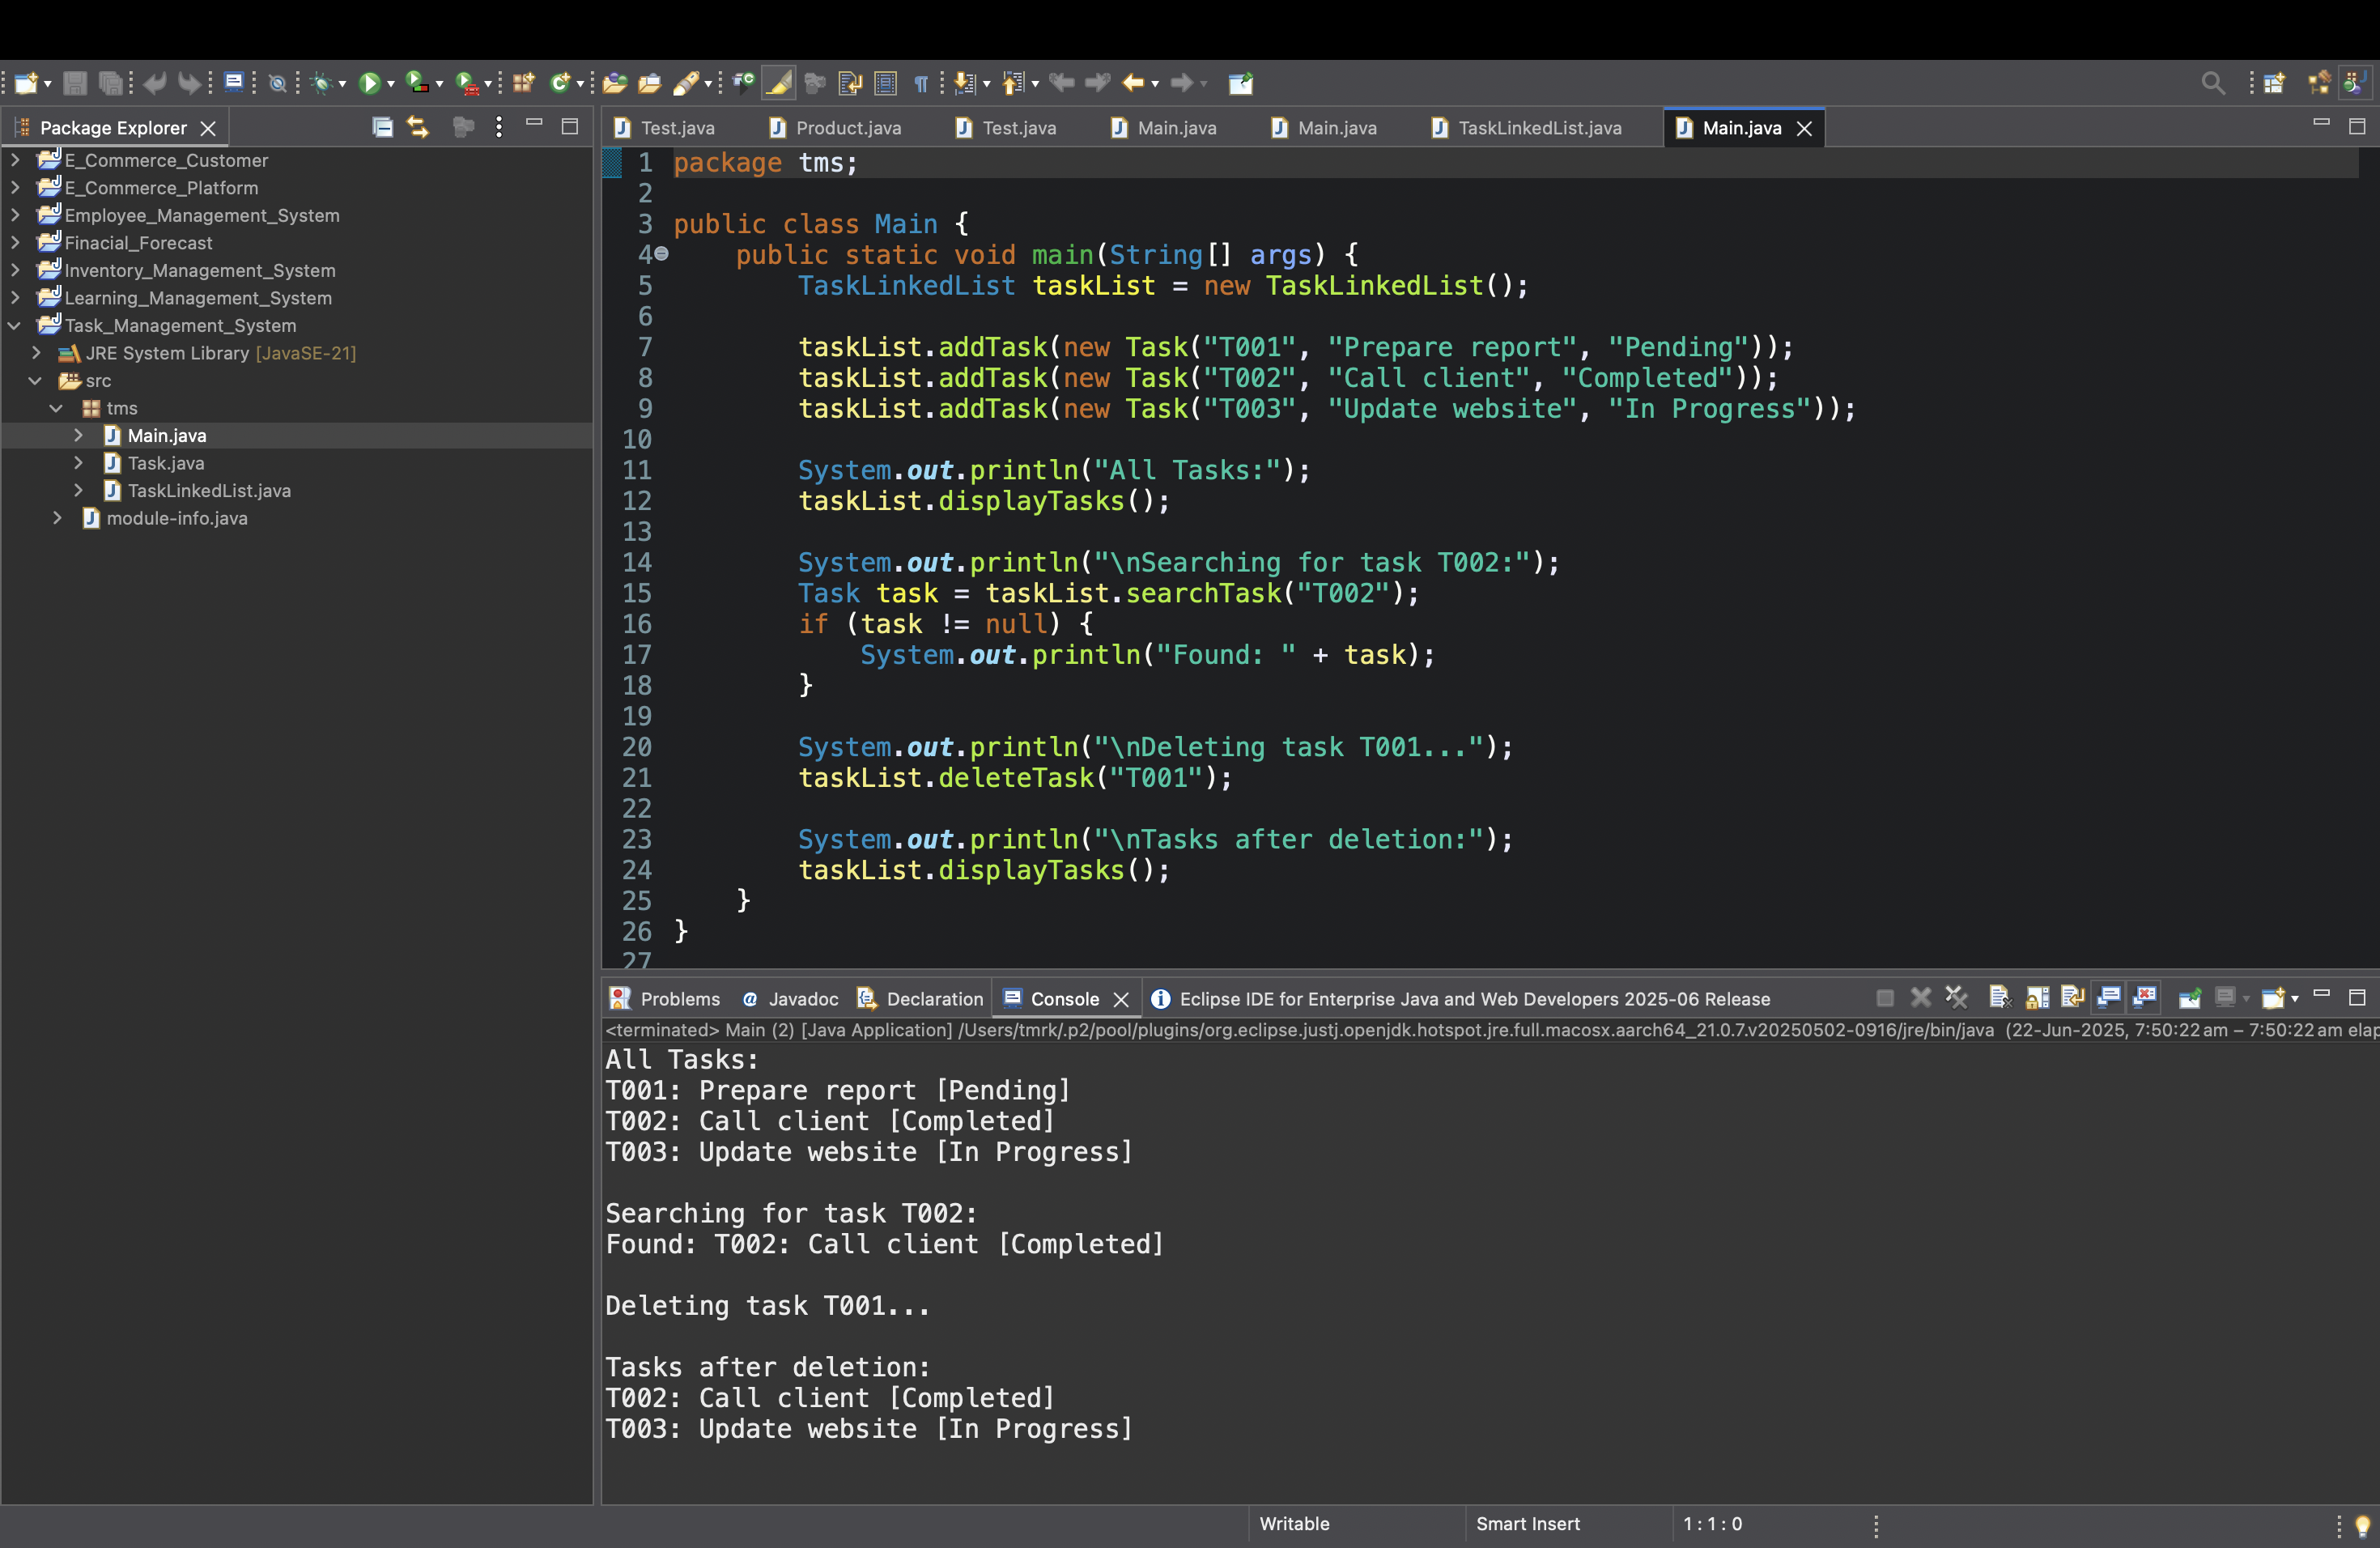 Package Explorer
E_Commerce_Customer
E_Commerce_Platform
Employee_Management_System
Finacial_Forecast
Inventory_Management_System
Learning_Management_System
Task_Management_System
JRE System Library [JavaSE-21]
src
tms
Main.java
Task.java
TaskLinkedList.java
module-info.java
Test.java Product.java Test.java Main.java Main.java TaskLinkedList.java Main.java
1 package tms;
2
3 public class Main {
4     public static void main(String[] args) {
5         TaskLinkedList taskList = new TaskLinkedList();
6
7         taskList.addTask(new Task("T001", "Prepare report", "Pending"));
8         taskList.addTask(new Task("T002", "Call client", "Completed"));
9         taskList.addTask(new Task("T003", "Update website", "In Progress"));
10
11         System.out.println("All Tasks:");
12         taskList.displayTasks();
13
14         System.out.println("\nSearching for task T002:");
15         Task task = taskList.searchTask("T002");
16         if (task != null) {
17             System.out.println("Found: " + task);
18         }
19
20         System.out.println("\nDeleting task T001...");
21         taskList.deleteTask("T001");
22
23         System.out.println("\nTasks after deletion:");
24         taskList.displayTasks();
25     }
26 }
27
Problems Javadoc Declaration Console Eclipse IDE for Enterprise Java and Web Developers 2025-06 Release
<terminated> Main (2) [Java Application] /Users/tmrk/.p2/pool/plugins/org.eclipse.justj.openjdk.hotspot.jre.full.macosx.aarch64_21.0.7.v20250502-0916/jre/bin/java (22-Jun-2025, 7:50:22 am – 7:50:22 am elap
All Tasks:
T001: Prepare report [Pending]
T002: Call client [Completed]
T003: Update website [In Progress]

Searching for task T002:
Found: T002: Call client [Completed]

Deleting task T001...

Tasks after deletion:
T002: Call client [Completed]
T003: Update website [In Progress]
Writable Smart Insert 1 : 1 : 0